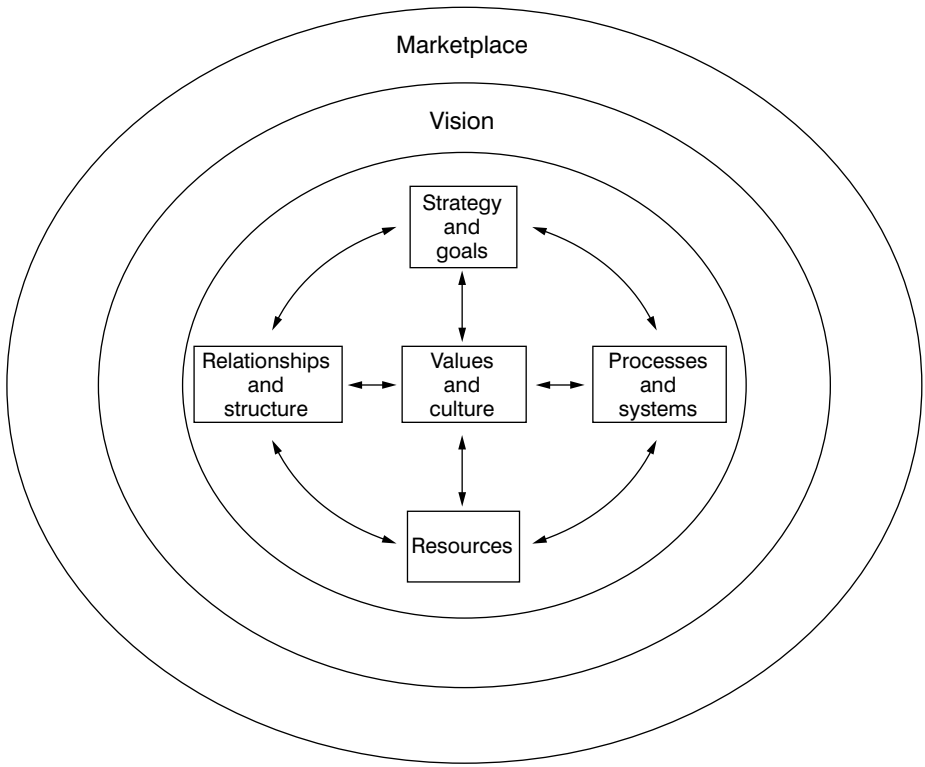 Marketplace
Vision
Strategy
and
goals
Relationships
and
structure
Values
and
culture
Processes
and
systems
Resources